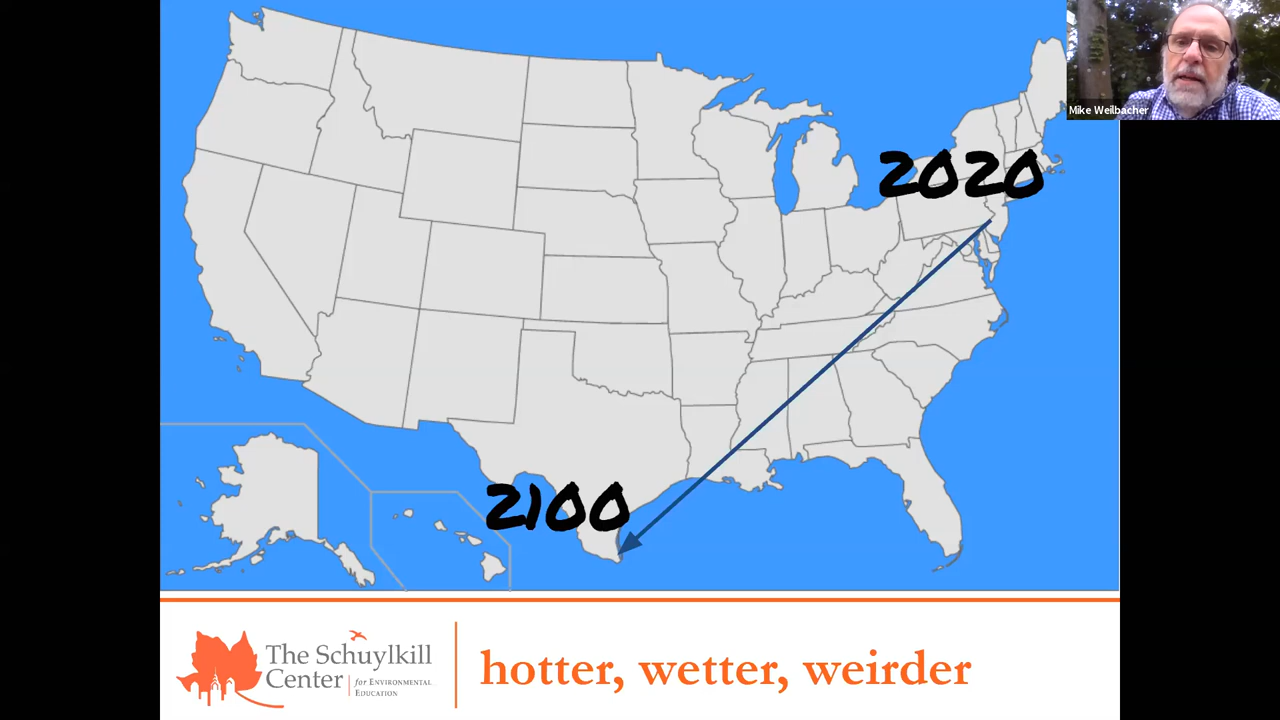 Mike Weilbacher
2020
2100
The Schuylkill
Center
for ENVIRONMENTAL
EDUCATION
hotter, wetter, weirder